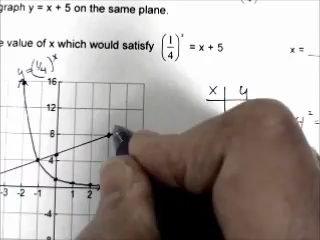 graph y = x + 5 on the same plane.
e value of x which would satisfy (1/4)^x = x + 5 x =
y = (1/4)^x
16
12
8
4
-3 -2 -1 1 2
-4
x y